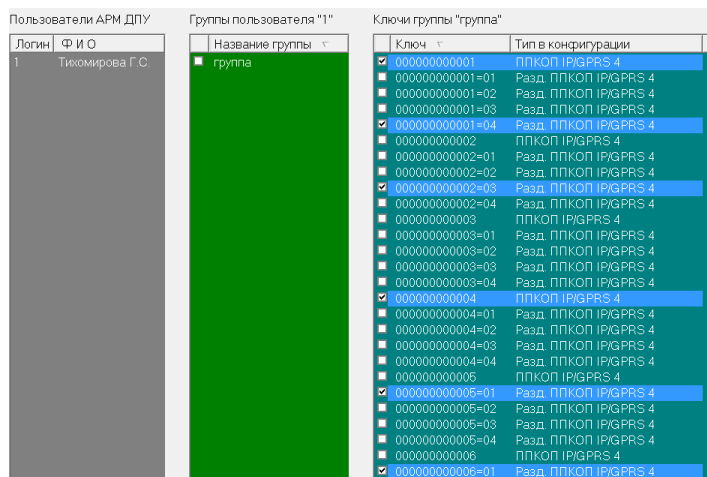 Пользователи АРМ ДПУ Группы пользователя "1" Ключи группы "группа"
Логин Ф И О Название группы Ключ Тип в конфигурации
1 Тихомирова Г.С. группа 000000000001 ППКОП IP/GPRS 4
000000000001=01 Разд. ППКОП IP/GPRS 4
000000000001=02 Разд. ППКОП IP/GPRS 4
000000000001=03 Разд. ППКОП IP/GPRS 4
000000000001=04 Разд. ППКОП IP/GPRS 4
000000000002 ППКОП IP/GPRS 4
000000000002=01 Разд. ППКОП IP/GPRS 4
000000000002=02 Разд. ППКОП IP/GPRS 4
000000000002=03 Разд. ППКОП IP/GPRS 4
000000000002=04 Разд. ППКОП IP/GPRS 4
000000000003 ППКОП IP/GPRS 4
000000000003=01 Разд. ППКОП IP/GPRS 4
000000000003=02 Разд. ППКОП IP/GPRS 4
000000000003=03 Разд. ППКОП IP/GPRS 4
000000000003=04 Разд. ППКОП IP/GPRS 4
000000000004 ППКОП IP/GPRS 4
000000000004=01 Разд. ППКОП IP/GPRS 4
000000000004=02 Разд. ППКОП IP/GPRS 4
000000000004=03 Разд. ППКОП IP/GPRS 4
000000000004=04 Разд. ППКОП IP/GPRS 4
000000000005 ППКОП IP/GPRS 4
000000000005=01 Разд. ППКОП IP/GPRS 4
000000000005=02 Разд. ППКОП IP/GPRS 4
000000000005=03 Разд. ППКОП IP/GPRS 4
000000000005=04 Разд. ППКОП IP/GPRS 4
000000000006 ППКОП IP/GPRS 4
000000000006=01 Разд. ППКОП IP/GPRS 4